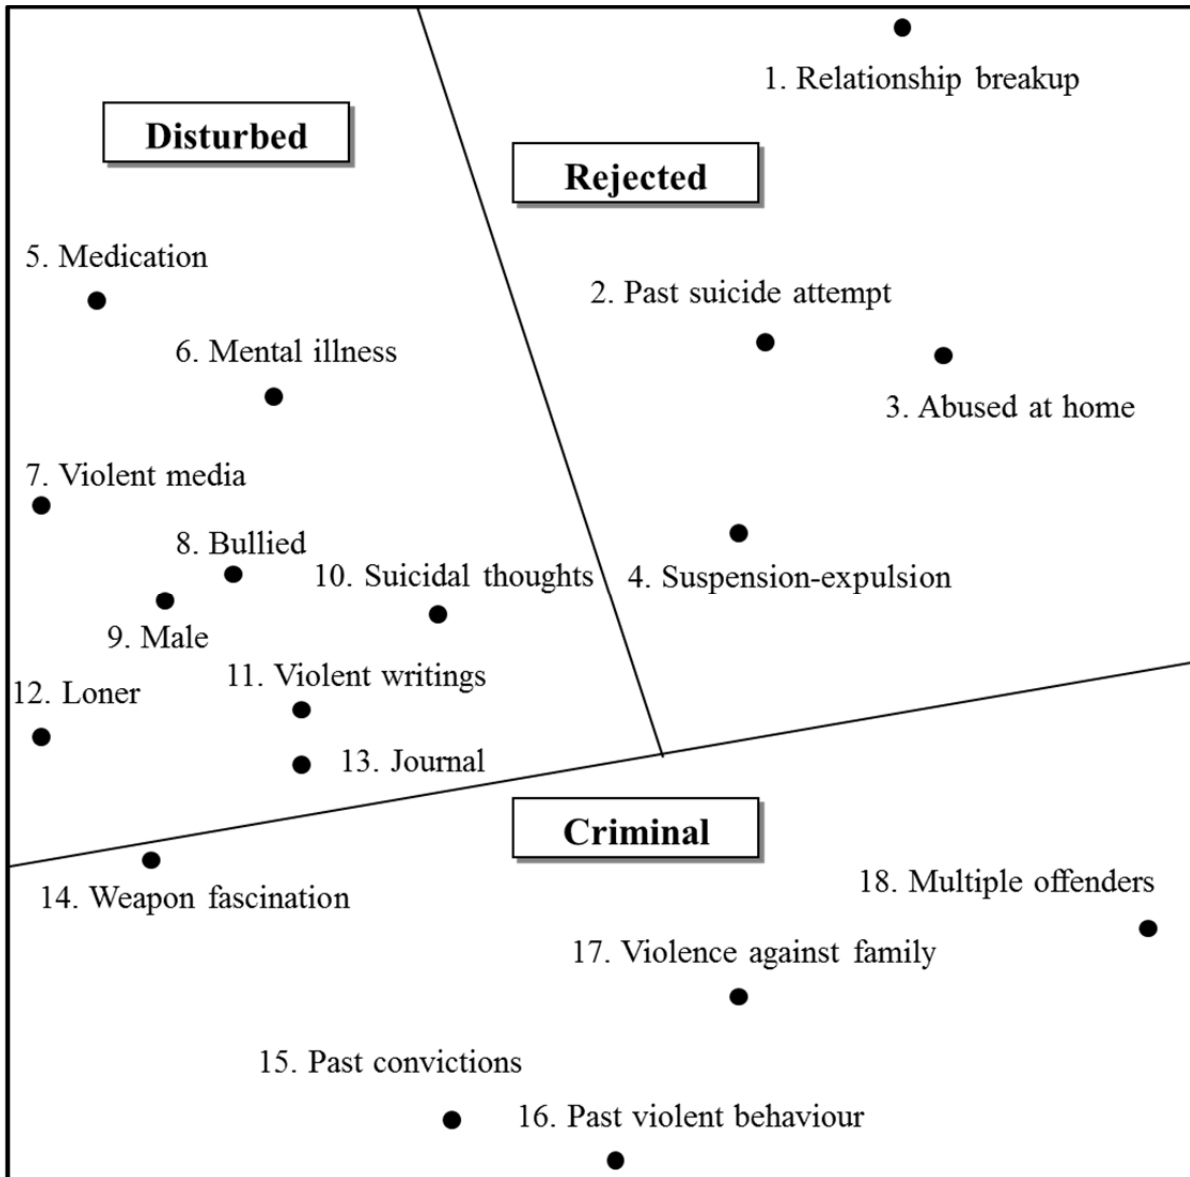 1. Relationship breakup
Disturbed
Rejected
5. Medication
2. Past suicide attempt
6. Mental illness
3. Abused at home
7. Violent media
8. Bullied
10. Suicidal thoughts
4. Suspension-expulsion
9. Male
11. Violent writings
12. Loner
13. Journal
Criminal
14. Weapon fascination
18. Multiple offenders
17. Violence against family
15. Past convictions
16. Past violent behaviour